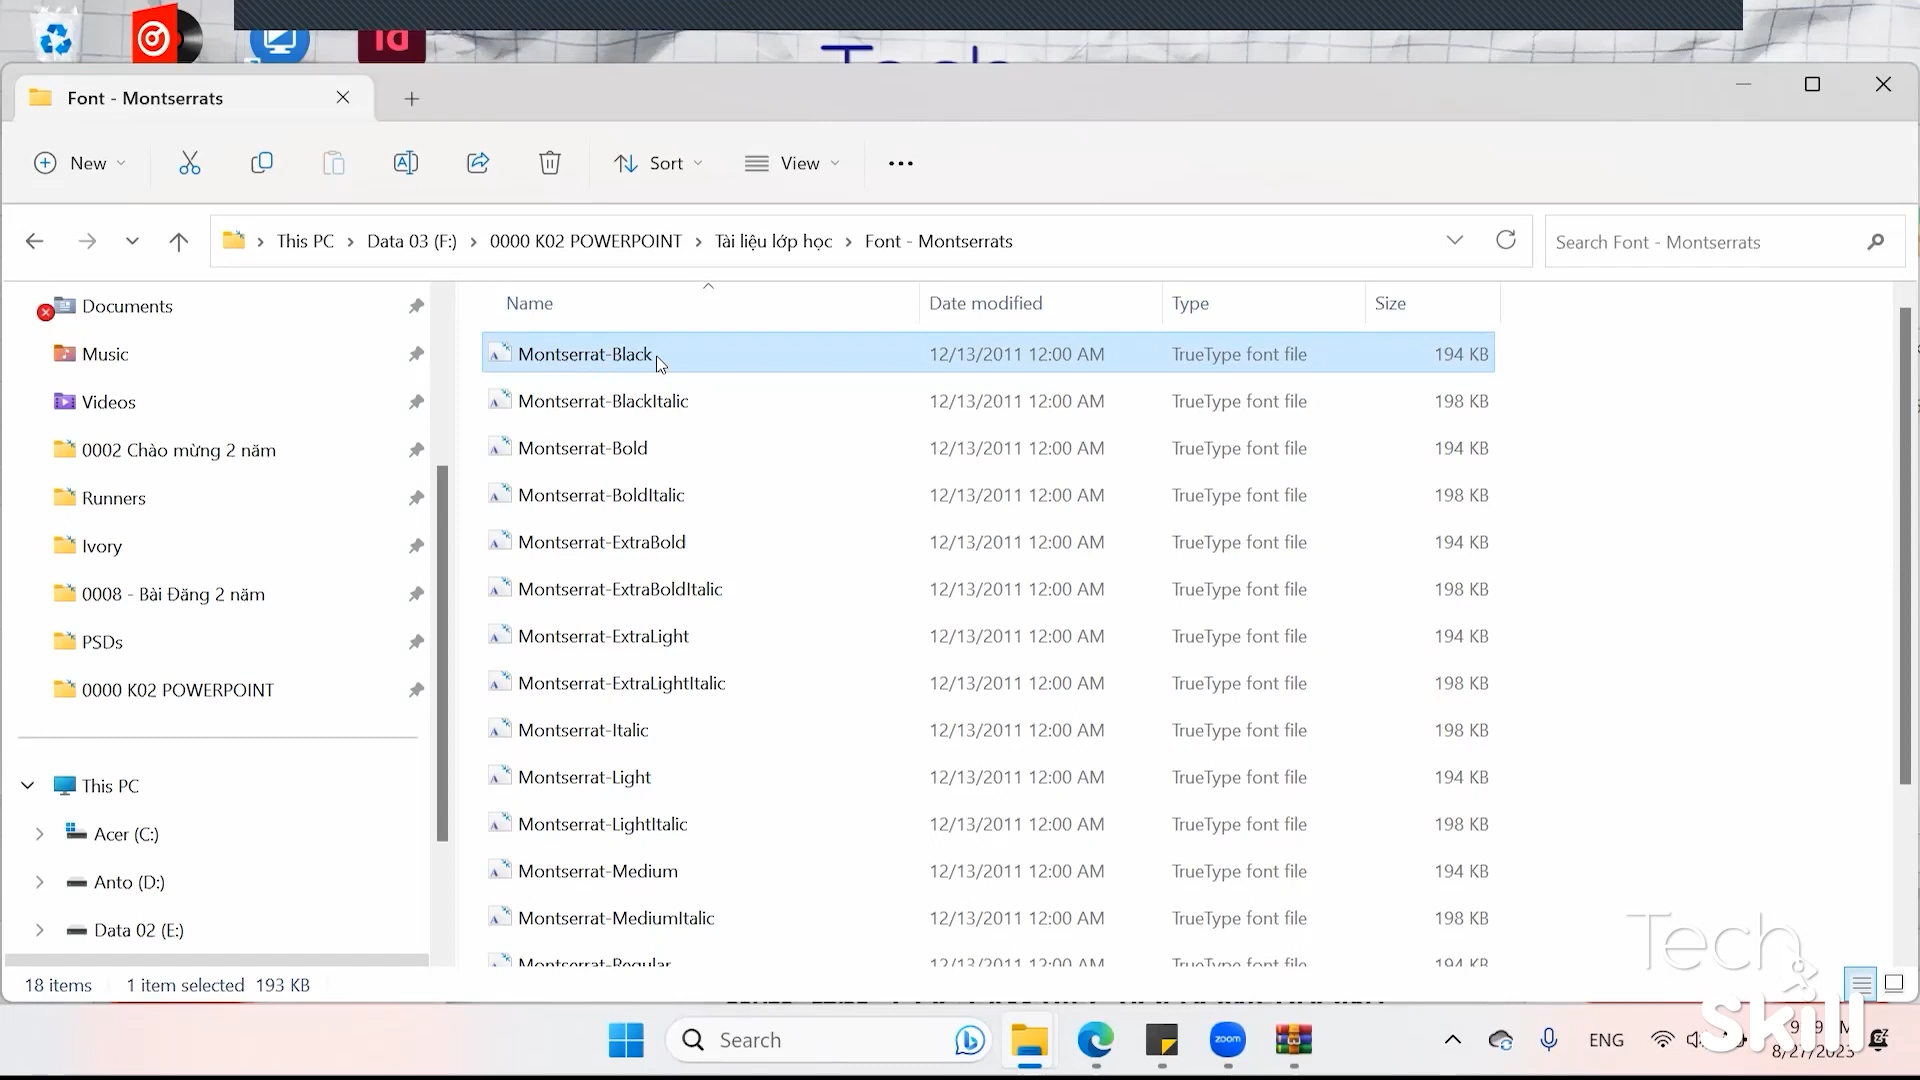 Font - Montserrats
New
Sort
View
This PC > Data 03 (F:) > 0000 K02 POWERPOINT > Tài liệu lớp học > Font - Montserrats
Search Font - Montserrats
Documents
Music
Videos
0002 Chào mừng 2 năm
Runners
Ivory
0008 - Bài Đăng 2 năm
PSDs
0000 K02 POWERPOINT
This PC
Acer (C:)
Anto (D:)
Data 02 (E:)
Name Date modified Type Size
Montserrat-Black 12/13/2011 12:00 AM TrueType font file 194 KB
Montserrat-BlackItalic 12/13/2011 12:00 AM TrueType font file 198 KB
Montserrat-Bold 12/13/2011 12:00 AM TrueType font file 194 KB
Montserrat-BoldItalic 12/13/2011 12:00 AM TrueType font file 198 KB
Montserrat-ExtraBold 12/13/2011 12:00 AM TrueType font file 194 KB
Montserrat-ExtraBoldItalic 12/13/2011 12:00 AM TrueType font file 198 KB
Montserrat-ExtraLight 12/13/2011 12:00 AM TrueType font file 194 KB
Montserrat-ExtraLightItalic 12/13/2011 12:00 AM TrueType font file 198 KB
Montserrat-Italic 12/13/2011 12:00 AM TrueType font file 198 KB
Montserrat-Light 12/13/2011 12:00 AM TrueType font file 194 KB
Montserrat-LightItalic 12/13/2011 12:00 AM TrueType font file 198 KB
Montserrat-Medium 12/13/2011 12:00 AM TrueType font file 194 KB
Montserrat-MediumItalic 12/13/2011 12:00 AM TrueType font file 198 KB
Montserrat-Regular 12/13/2011 12:00 AM TrueType font file 194 KB
18 items 1 item selected 193 KB
Tech
Skill
Search
zoom
ENG
8/27/2023